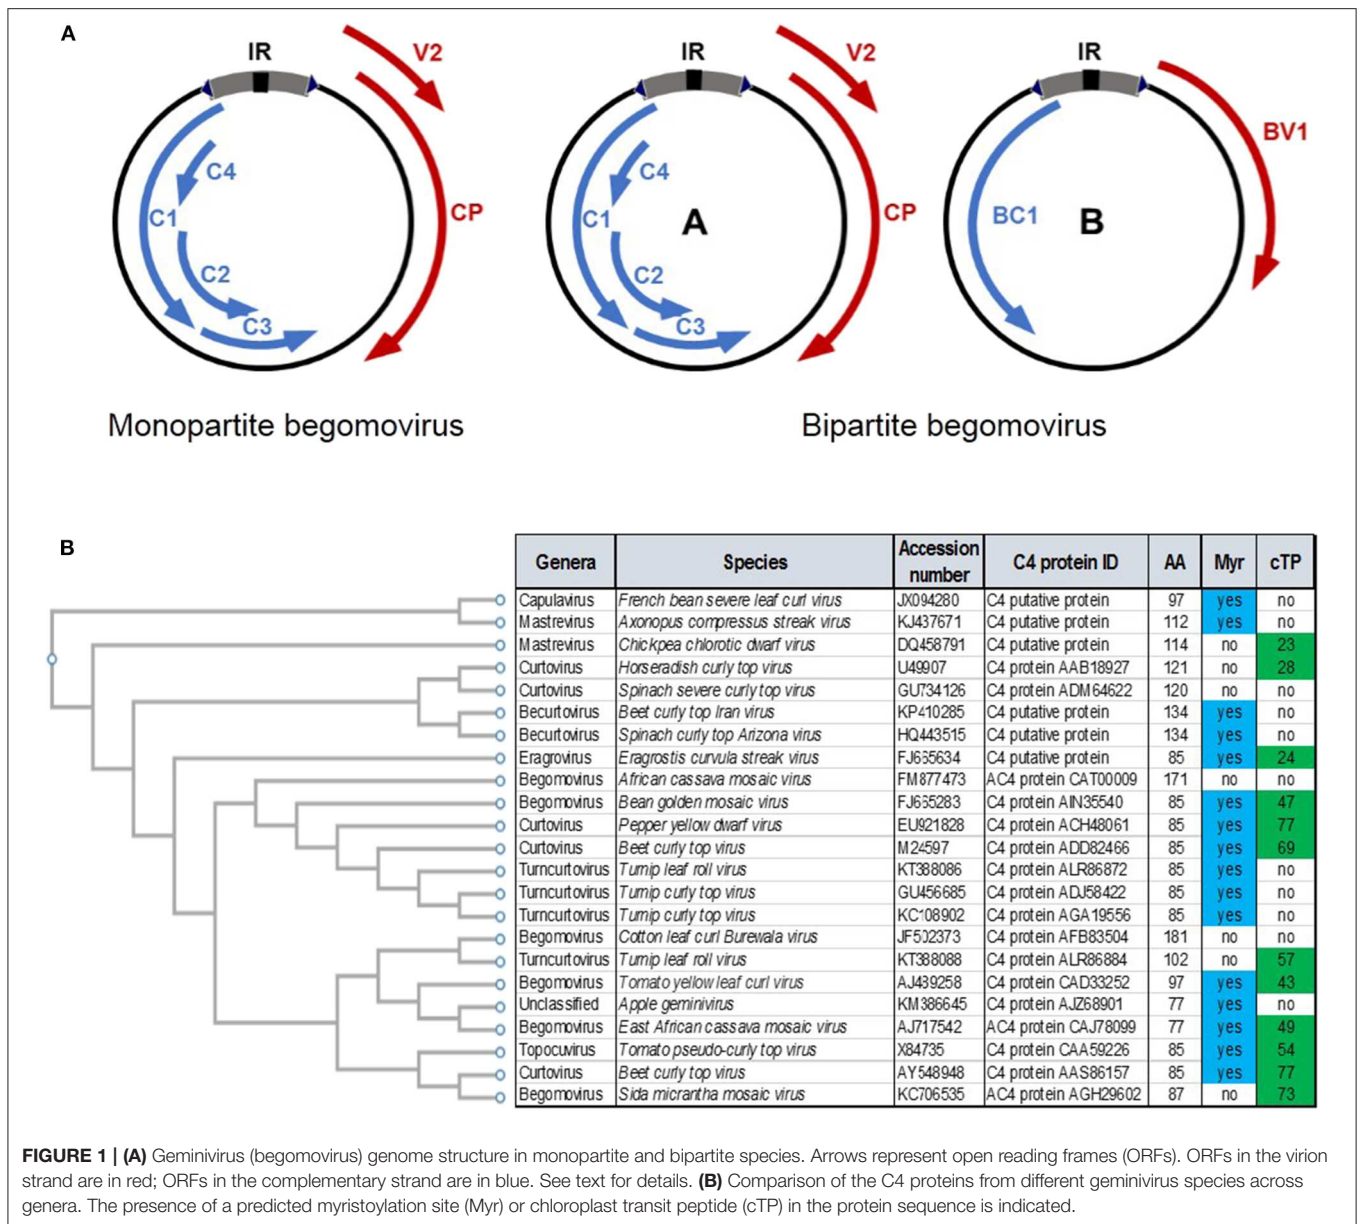 A
IR
V2
C4
C1
CP
C2
C3
IR
V2
C4
C1
A
CP
C2
C3
IR
BV1
BC1
B
Monopartite begomovirus
Bipartite begomovirus
B
Genera Species Accession number C4 protein ID AA Myr cTP
Capulavirus French bean severe leaf curl virus JX094280 C4 putative protein 97 yes no
Mastrevirus Axonopus compressus streak virus KJ437671 C4 putative protein 112 yes no
Mastrevirus Chickpea chlorotic dwarf virus DQ458791 C4 putative protein 114 no 23
Curtovirus Horseradish curly top virus U49907 C4 protein AAB18927 121 no 28
Curtovirus Spinach severe curly top virus GU734126 C4 protein ADM64622 120 no no
Becurtovirus Beet curly top Iran virus KP410285 C4 putative protein 134 yes no
Becurtovirus Spinach curly top Arizona virus HQ443515 C4 putative protein 134 yes no
Eragrovirus Eragrostis curvula streak virus FJ665634 C4 putative protein 85 yes 24
Begomovirus African cassava mosaic virus FM877473 AC4 protein CAT00009 171 no no
Begomovirus Bean golden mosaic virus FJ665283 C4 protein AIN35540 85 yes 47
Curtovirus Pepper yellow dwarf virus EU921828 C4 protein ACH48061 85 yes 77
Curtovirus Beet curly top virus M24597 C4 protein ADD82466 85 yes 69
Turncurtovirus Turnip leaf roll virus KT388086 C4 protein ALR86872 85 yes no
Turncurtovirus Turnip curly top virus GU456685 C4 protein ADJ58422 85 yes no
Turncurtovirus Turnip curly top virus KC108902 C4 protein AGA19556 85 yes no
Begomovirus Cotton leaf curl Burewala virus JF502373 C4 protein AFB83504 181 no no
Turncurtovirus Turnip leaf roll virus KT388088 C4 protein ALR86884 102 no 57
Begomovirus Tomato yellow leaf curl virus AJ489258 C4 protein CAD33252 97 yes 43
Unclassified Apple geminivirus KM386645 C4 protein AJZ68901 77 yes no
Begomovirus East African cassava mosaic virus AJ717542 AC4 protein CAJ78099 77 yes 49
Topocuvirus Tomato pseudo-curly top virus X84735 C4 protein CAA59226 85 yes 54
Curtovirus Beet curly top virus AY548948 C4 protein AAS86157 85 yes 77
Begomovirus Sida micrantha mosaic virus KC706535 AC4 protein AGH29602 87 no 73
FIGURE 1 | (A) Geminivirus (begomovirus) genome structure in monopartite and bipartite species. Arrows represent open reading frames (ORFs). ORFs in the virion
strand are in red; ORFs in the complementary strand are in blue. See text for details. (B) Comparison of the C4 proteins from different geminivirus species across
genera. The presence of a predicted myristoylation site (Myr) or chloroplast transit peptide (cTP) in the protein sequence is indicated.